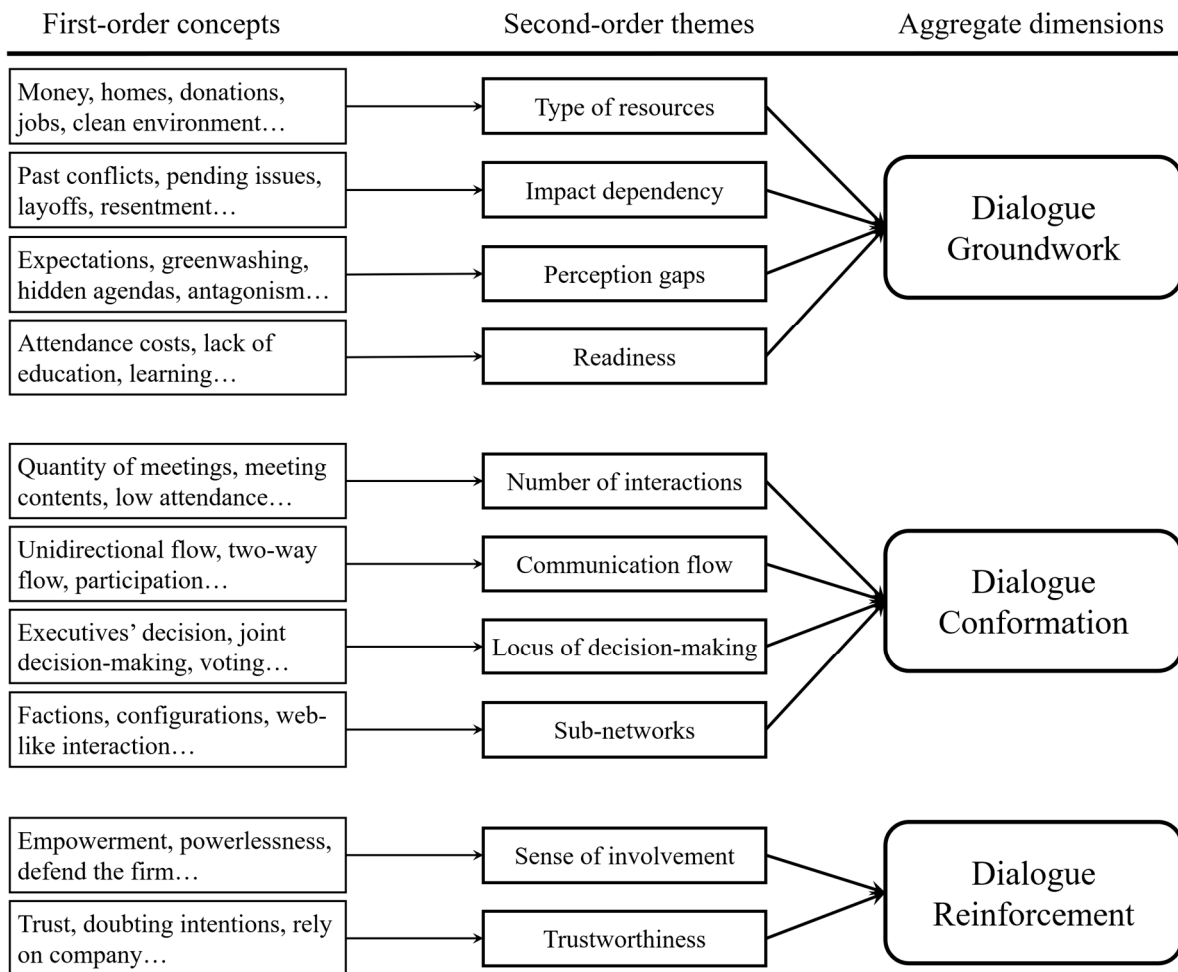 First-order concepts
Second-order themes
Aggregate dimensions
Money, homes, donations,
jobs, clean environment…
Type of resources
Past conflicts, pending issues,
layoffs, resentment…
Impact dependency
Expectations, greenwashing,
hidden agendas, antagonism…
Perception gaps
Attendance costs, lack of
education, learning…
Readiness
Dialogue
Groundwork
Quantity of meetings, meeting
contents, low attendance…
Number of interactions
Unidirectional flow, two-way
flow, participation…
Communication flow
Executives’ decision, joint
decision-making, voting…
Locus of decision-making
Factions, configurations, web-
like interaction…
Sub-networks
Dialogue
Conformation
Empowerment, powerlessness,
defend the firm…
Sense of involvement
Trust, doubting intentions, rely
on company…
Trustworthiness
Dialogue
Reinforcement